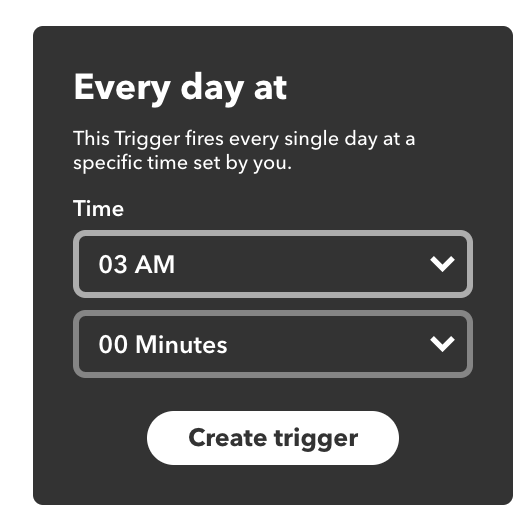 Every day at
This Trigger fires every single day at a
specific time set by you.
Time
03 AM
00 Minutes
Create trigger